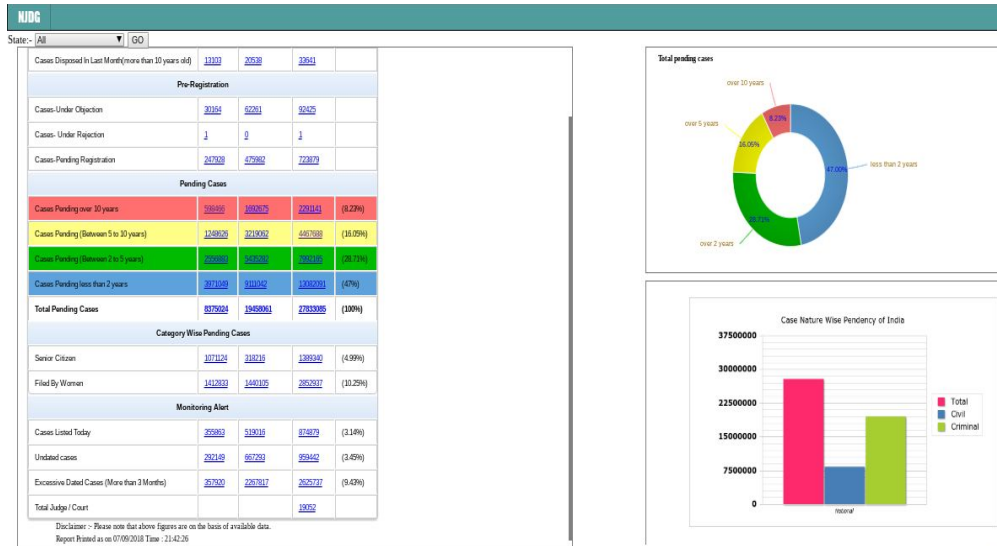 NJDG
State:- All GO
Cases Disposed In Last Month(more than 10 years old) 13103 20538 33641
Pre-Registration
Cases-Under Objection 30164 62261 92425
Cases- Under Rejection 1 0 1
Cases-Pending Registration 247928 475982 723879
Pending Cases
Cases Pending over 10 years 1692675 2291141 (8.23%)
Cases Pending (Between 5 to 10 years) 1248626 3219062 4467688 (16.05%)
Cases Pending (Between 2 to 5 years) (28.71%)
Cases Pending less than 2 years 3971049 9111042 13082091 (47%)
Total Pending Cases 8375024 19458061 27833085 (100%)
Category Wise Pending Cases
Senior Citizen 1071124 318216 1389340 (4.99%)
Filed By Women 1412833 1440105 2852937 (10.25%)
Monitoring Alert
Cases Listed Today 355863 519016 874879 (3.14%)
Undated cases 292149 667293 959442 (3.45%)
Excessive Dated Cases (More than 3 Months) 357920 2267817 2625737 (9.43%)
Total Judge / Court 19052
Disclaimer :- Please note that above figures are on the basis of available data.
Report Printed as on 07/09/2018 Time : 21:42:26
Total pending cases
over 10 years
8.23%
over 5 years
16.05%
less than 2 years
47.00%
28.71%
over 2 years
Case Nature Wise Pendency of India
37500000
30000000
22500000
15000000
7500000
0
national
Total
Civil
Criminal